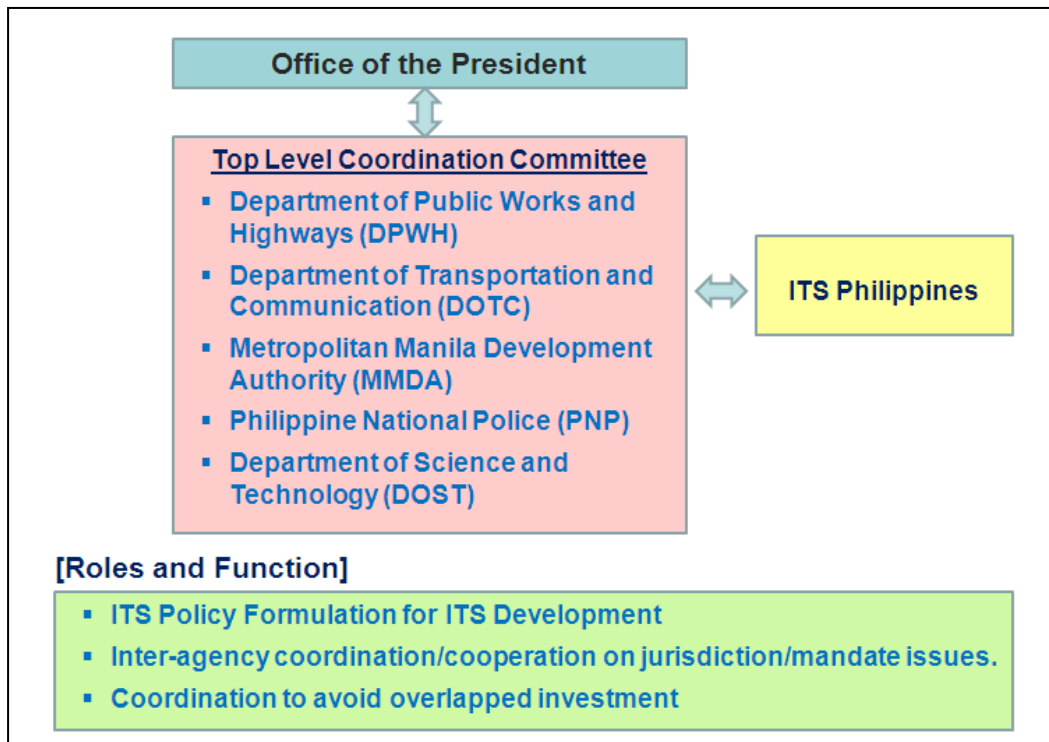 Office of the President
Top Level Coordination Committee
▪ Department of Public Works and
Highways (DPWH)
▪ Department of Transportation and
Communication (DOTC)
▪ Metropolitan Manila Development
Authority (MMDA)
▪ Philippine National Police (PNP)
▪ Department of Science and
Technology (DOST)
ITS Philippines
[Roles and Function]
▪ ITS Policy Formulation for ITS Development
▪ Inter-agency coordination/cooperation on jurisdiction/mandate issues.
▪ Coordination to avoid overlapped investment